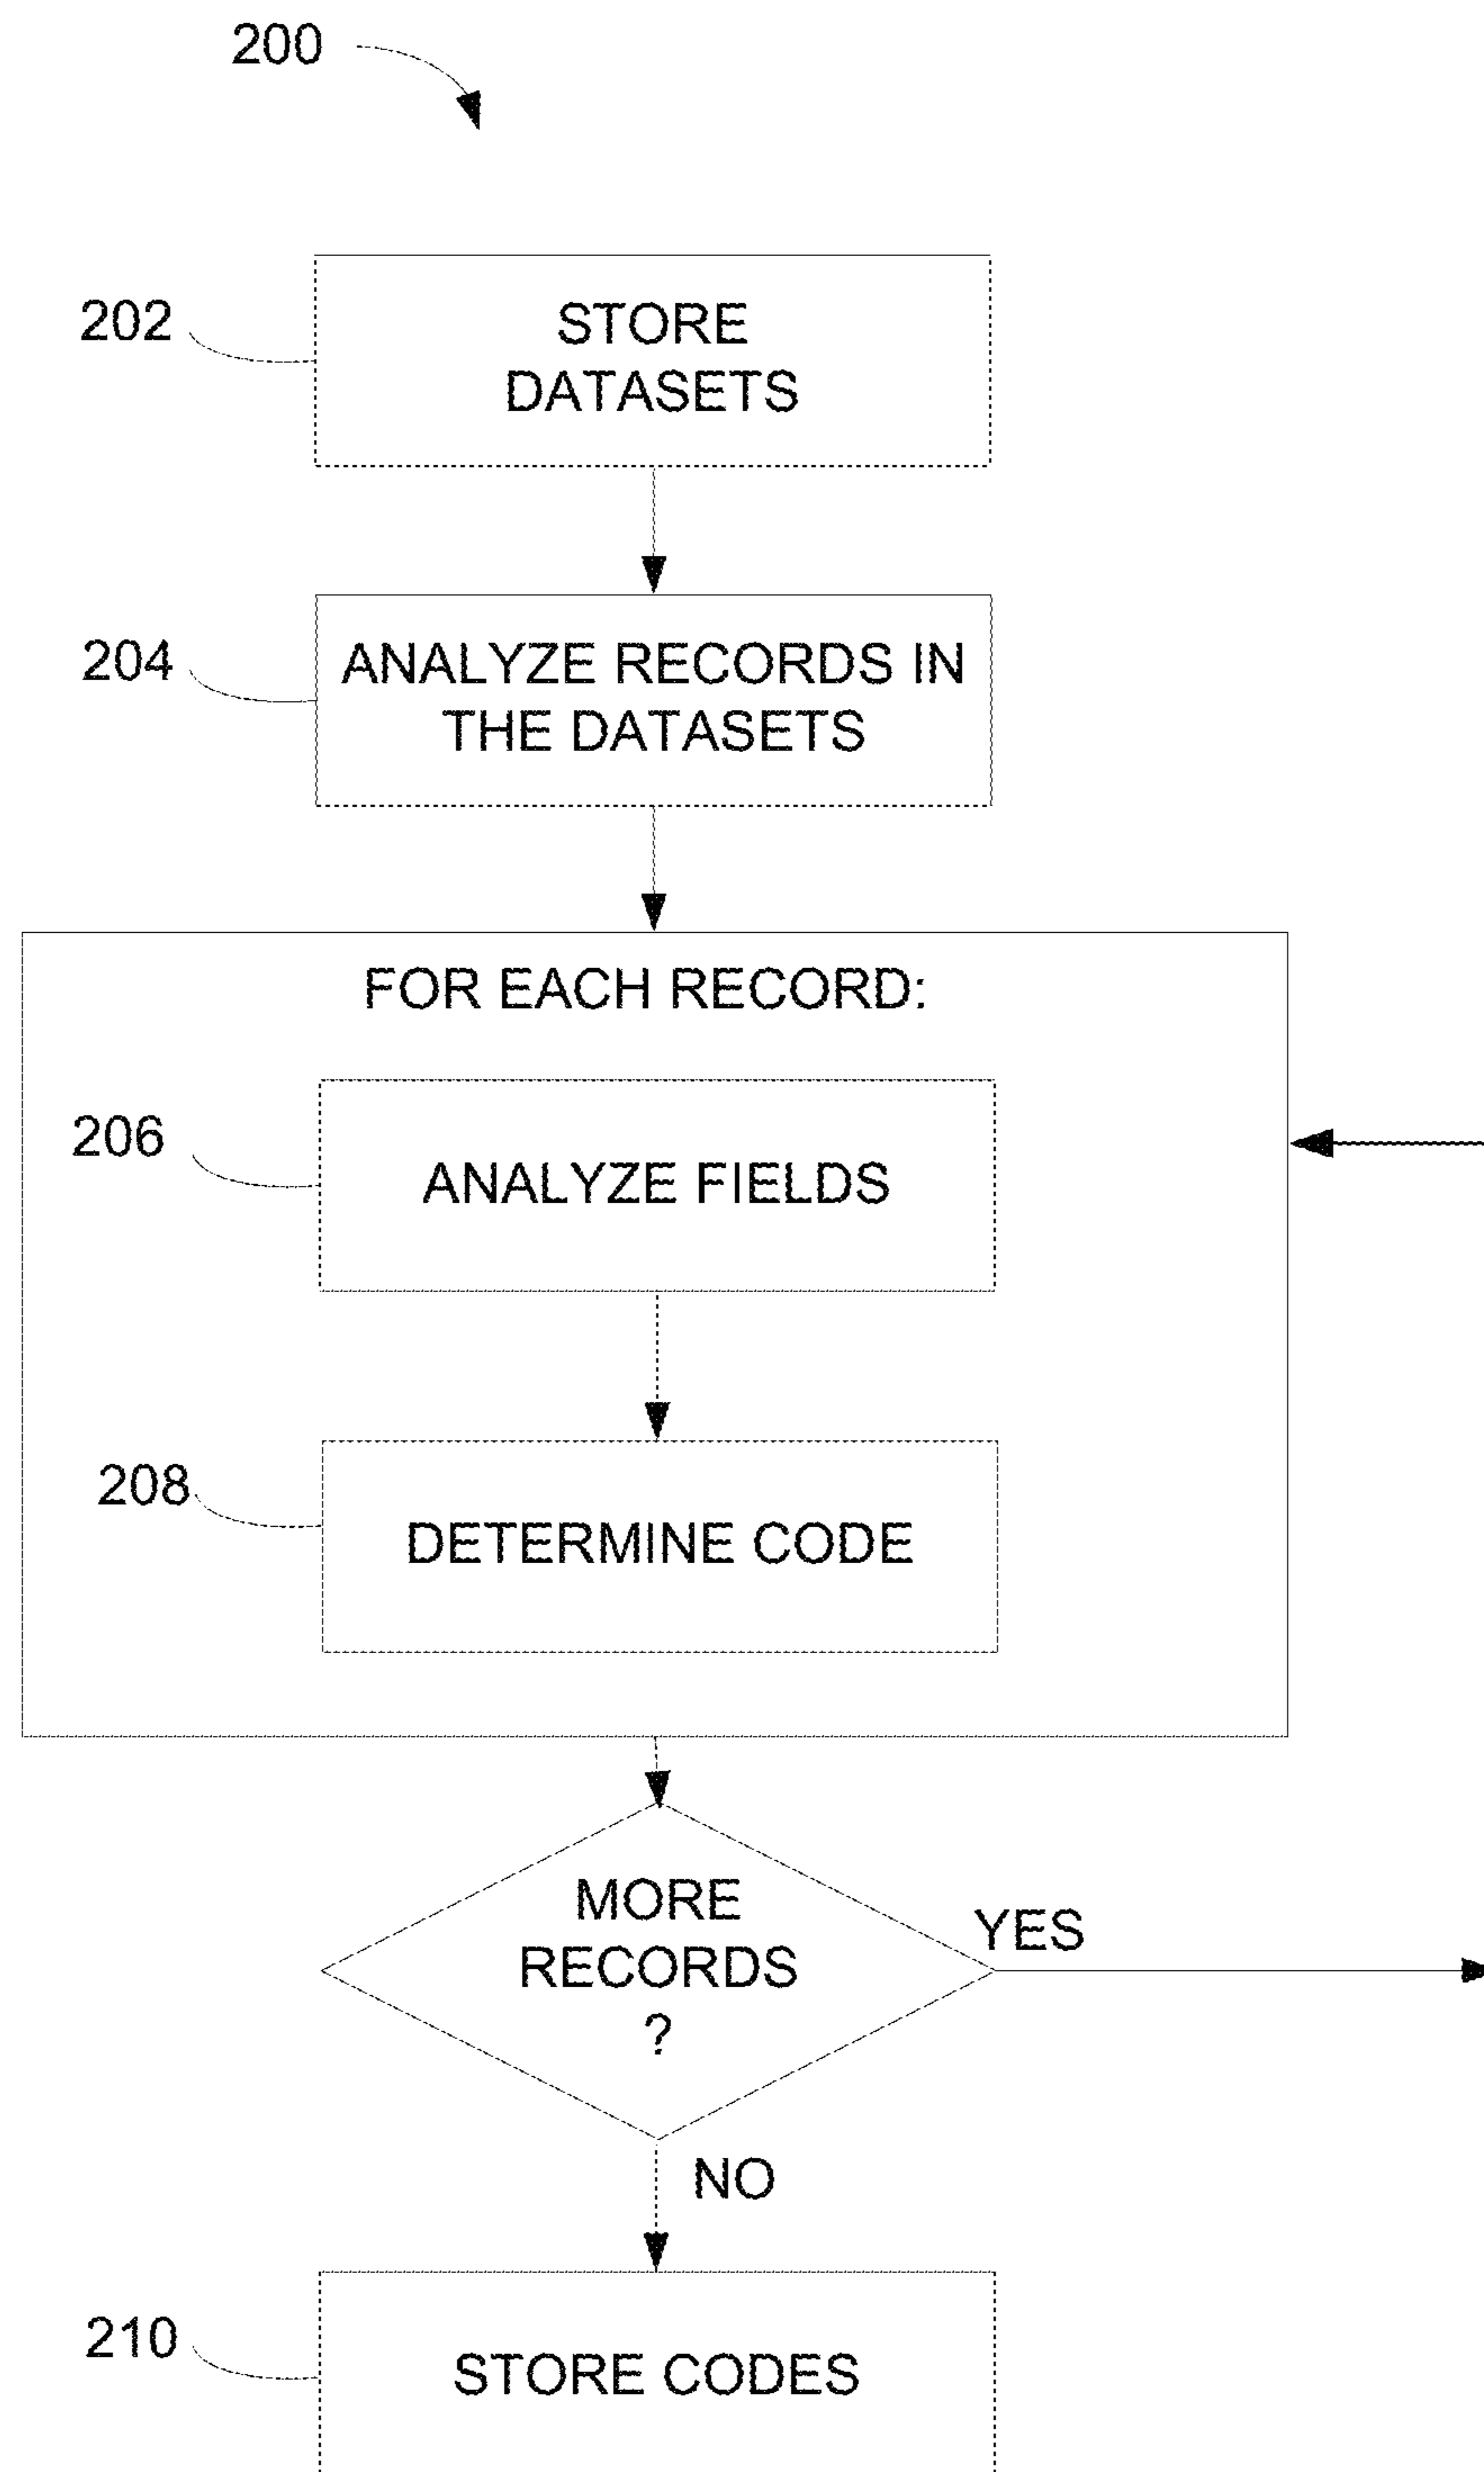 200
202
STORE
DATASETS
204
ANALYZE RECORDS IN
THE DATASETS
FOR EACH RECORD:
206
ANALYZE FIELDS
208
DETERMINE CODE
MORE
RECORDS
?
YES
NO
210
STORE CODES